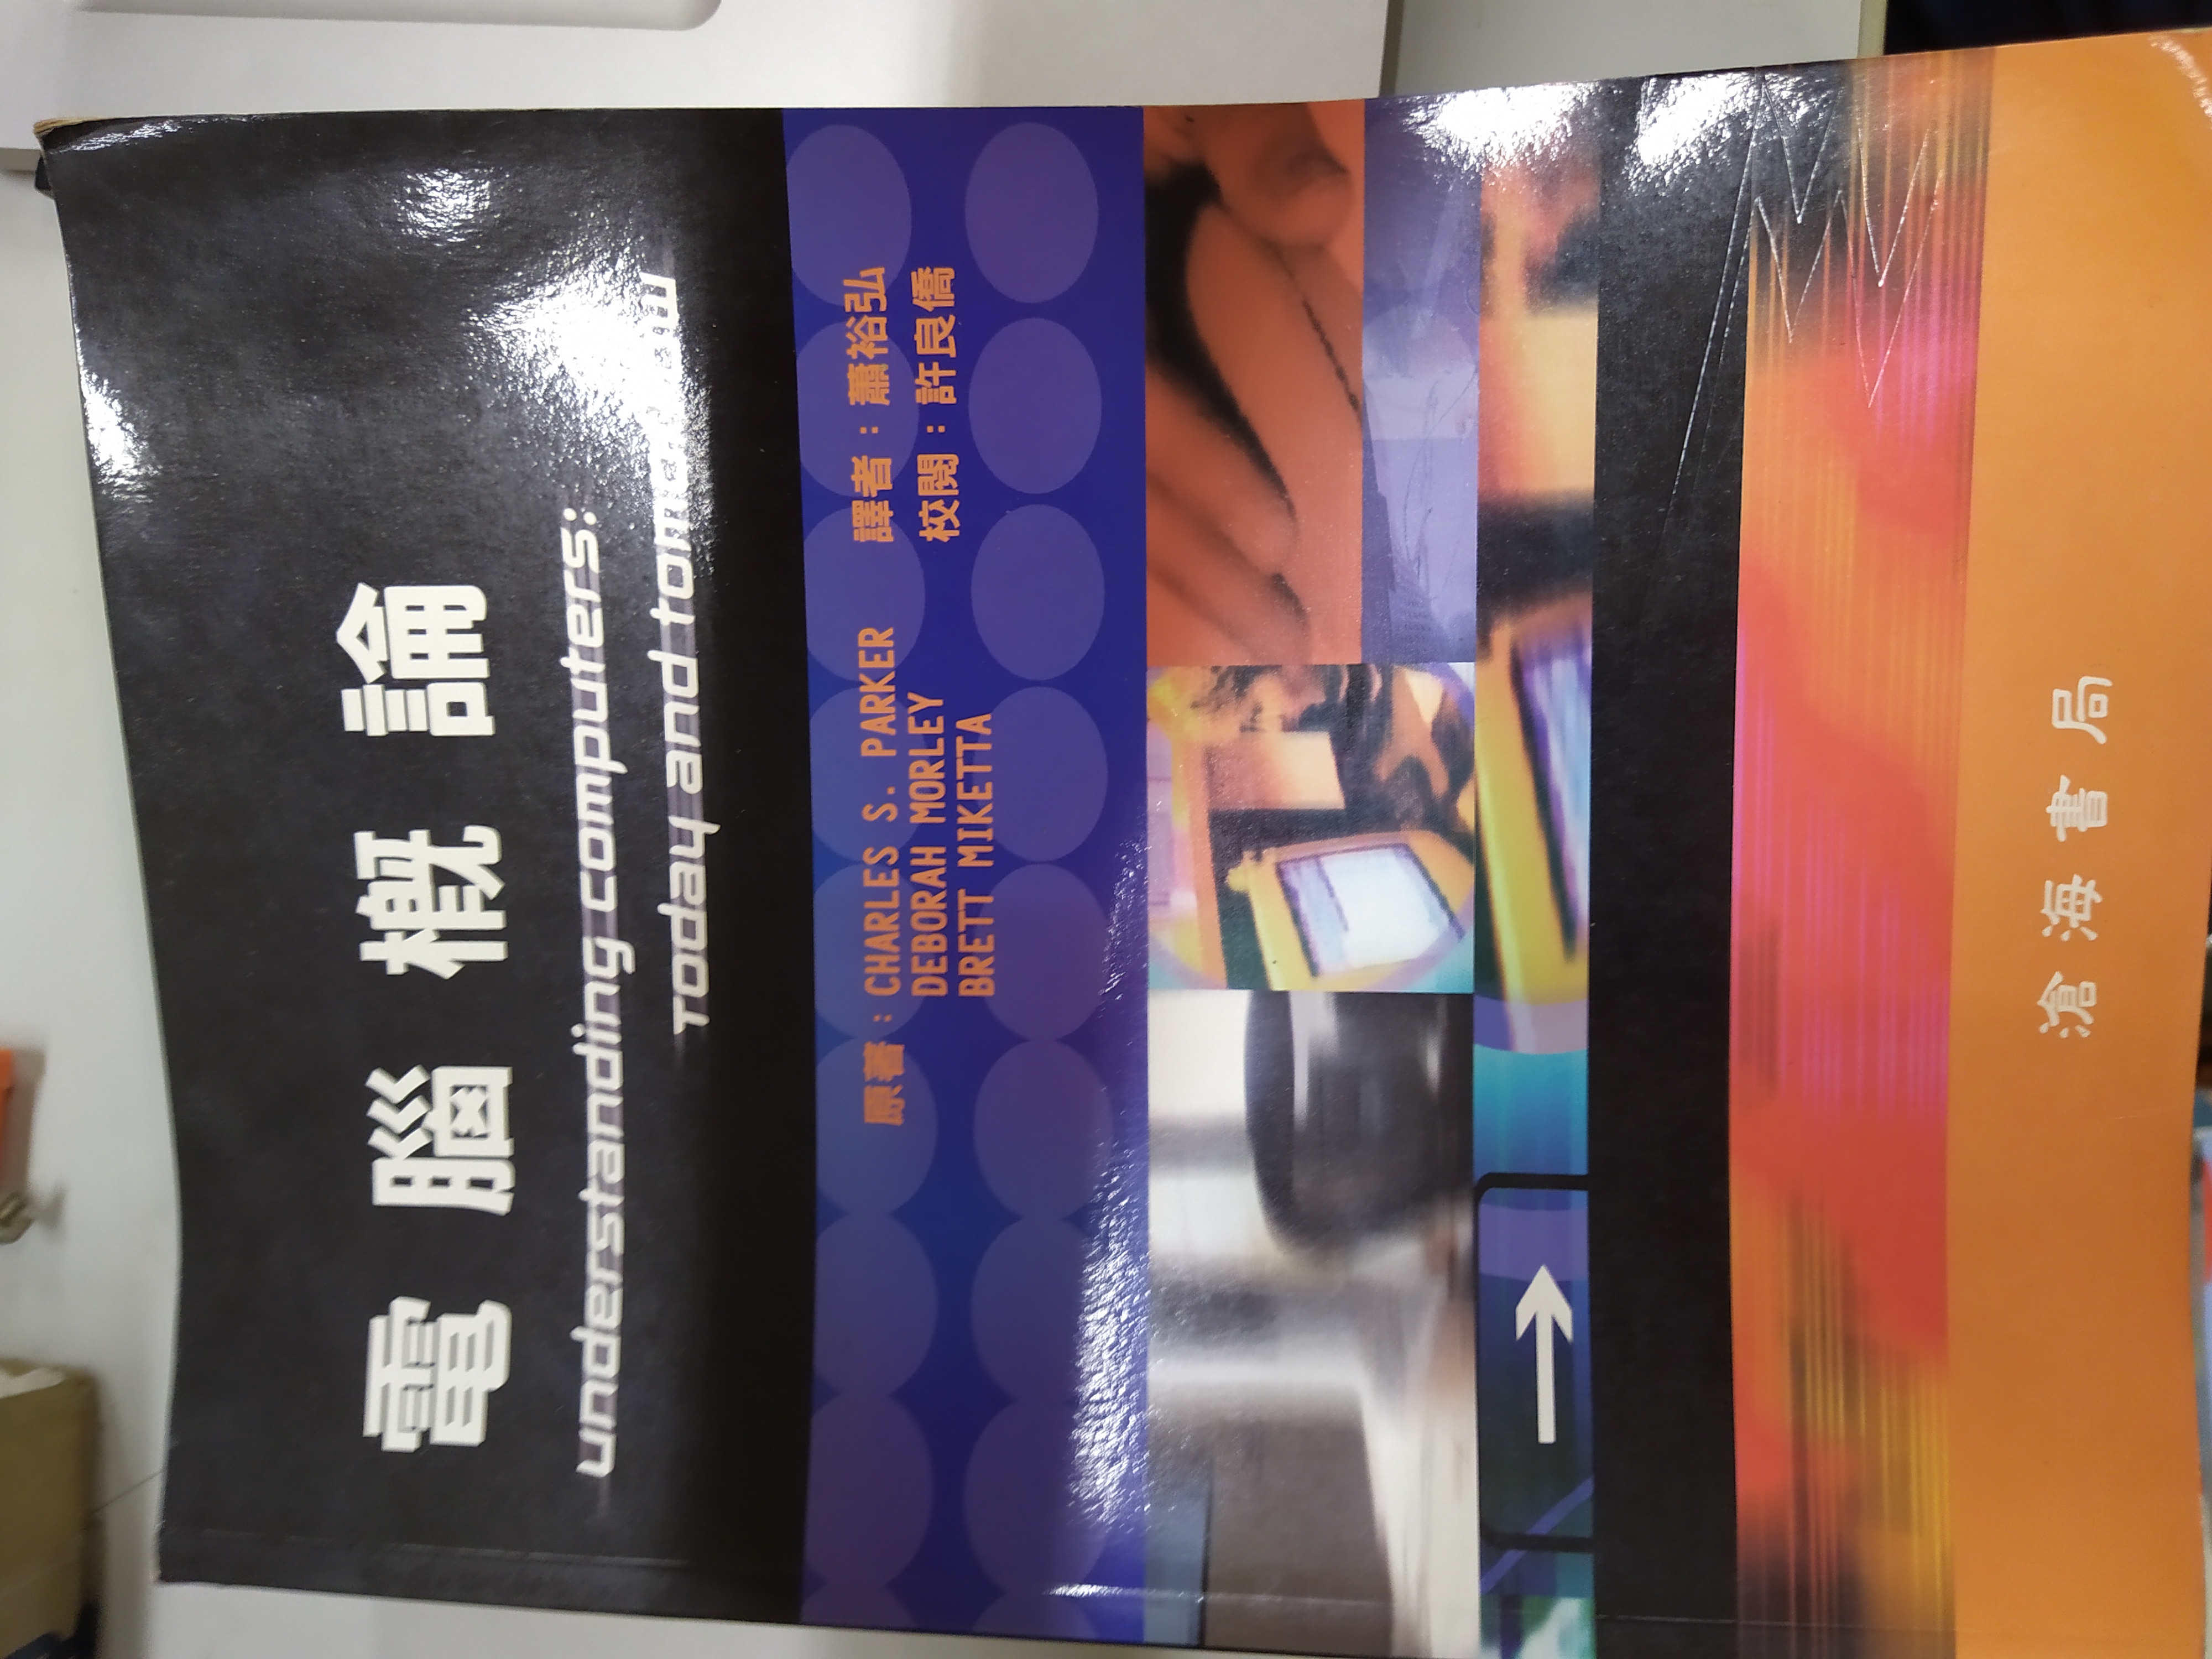 電腦概論
understanding computers:
Today and tomorrow
原著：CHARLES S. PARKER
DEBORAH MORLEY
BRETT MIKETTA
譯者：蕭裕弘
校閱：許良僑
滄海書局